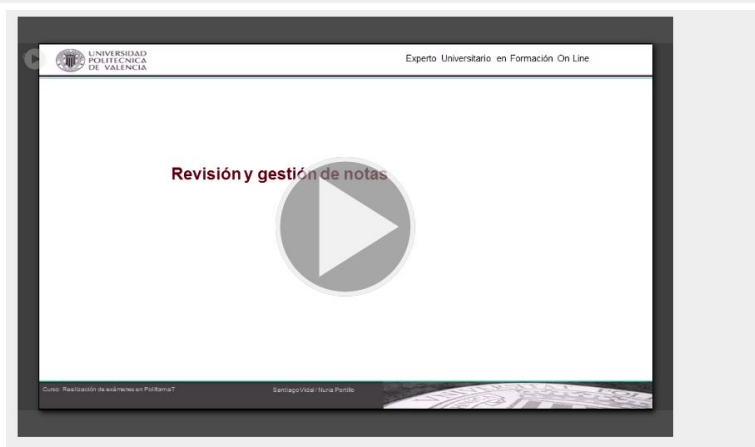 UNIVERSIDAD
POLITECNICA
DE VALENCIA
Experto Universitario en Formación On Line
Revisión y gestión de notas
Curso: Realización de exámenes en PoliformaT
Santiago Vidal / Nuria Portillo